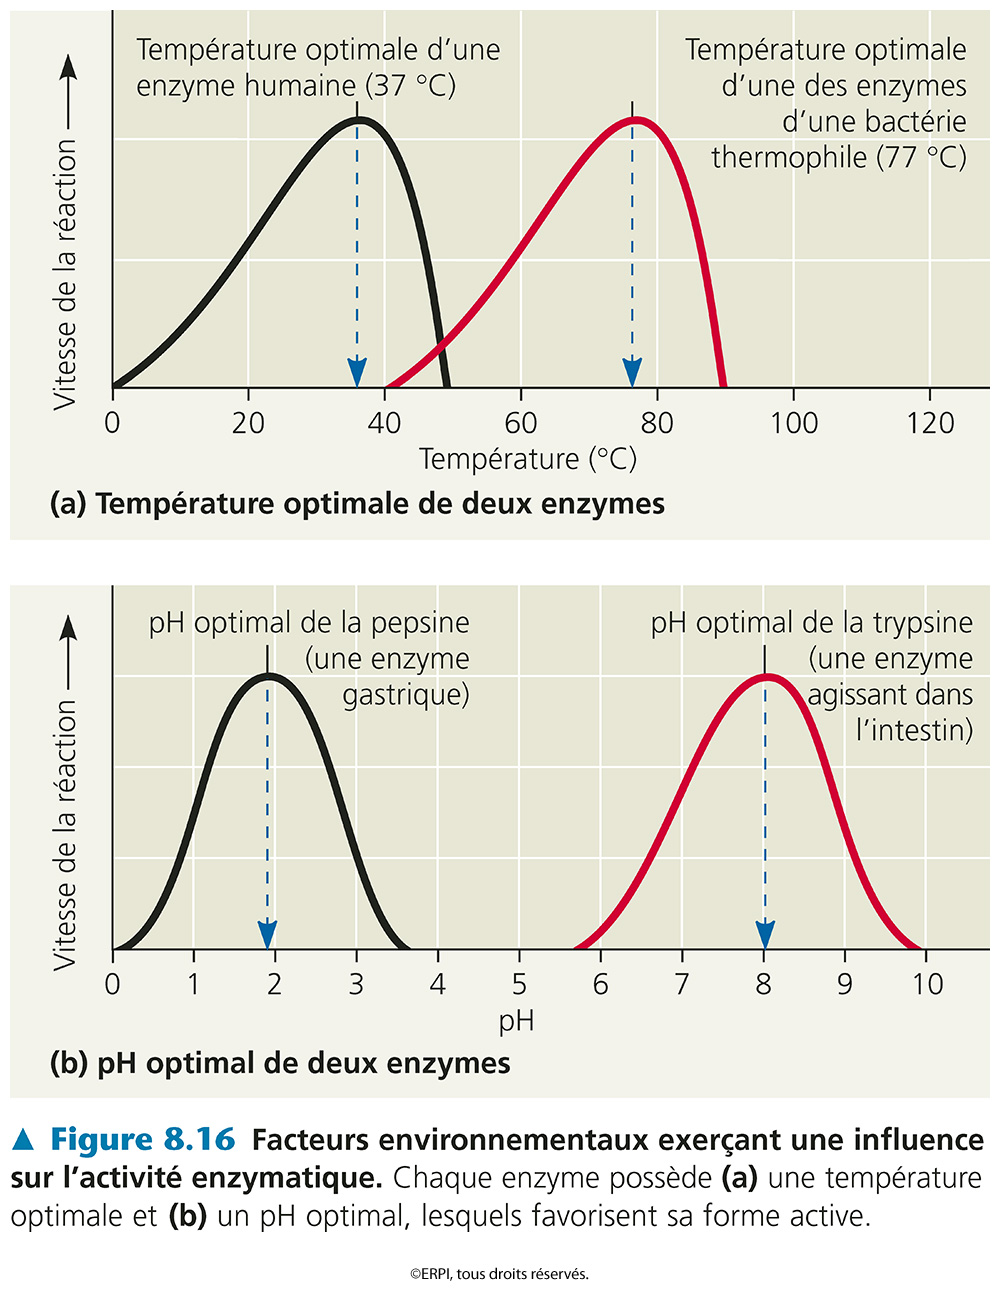 Température optimale d’une
enzyme humaine (37 °C)
Température optimale
d’une des enzymes
d’une bactérie
thermophile (77 °C)
Vitesse de la réaction
0 20 40 60 80 100 120
Température (°C)
(a) Température optimale de deux enzymes
pH optimal de la pepsine
(une enzyme
gastrique)
pH optimal de la trypsine
(une enzyme
agissant dans
l’intestin)
Vitesse de la réaction
0 1 2 3 4 5 6 7 8 9 10
pH
(b) pH optimal de deux enzymes
▲ Figure 8.16 Facteurs environnementaux exerçant une influence
sur l’activité enzymatique. Chaque enzyme possède (a) une température
optimale et (b) un pH optimal, lesquels favorisent sa forme active.
©ERPI, tous droits réservés.